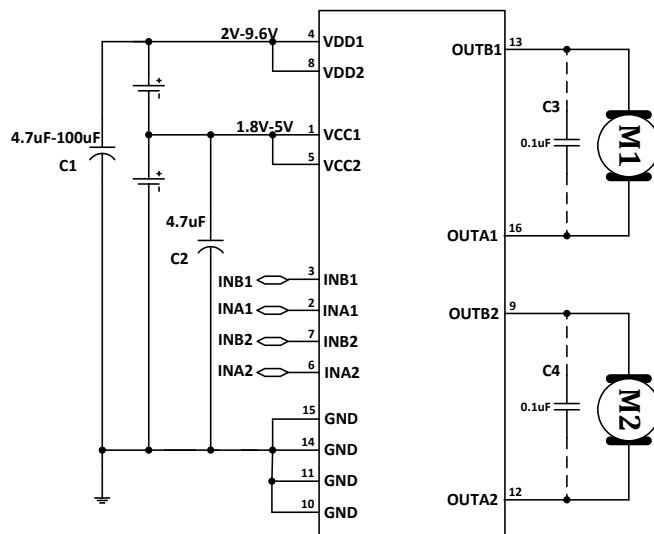 2V-9.6V
4 VDD1
8 VDD2
4.7uF-100uF
C1
1.8V-5V
1 VCC1
5 VCC2
4.7uF
C2
INB1 3 INB1
INA1 2 INA1
INB2 7 INB2
INA2 6 INA2
15 GND
14 GND
11 GND
10 GND
OUTB1 13
C3
0.1uF
M1
OUTA1 16
OUTB2 9
C4
0.1uF
M2
OUTA2 12